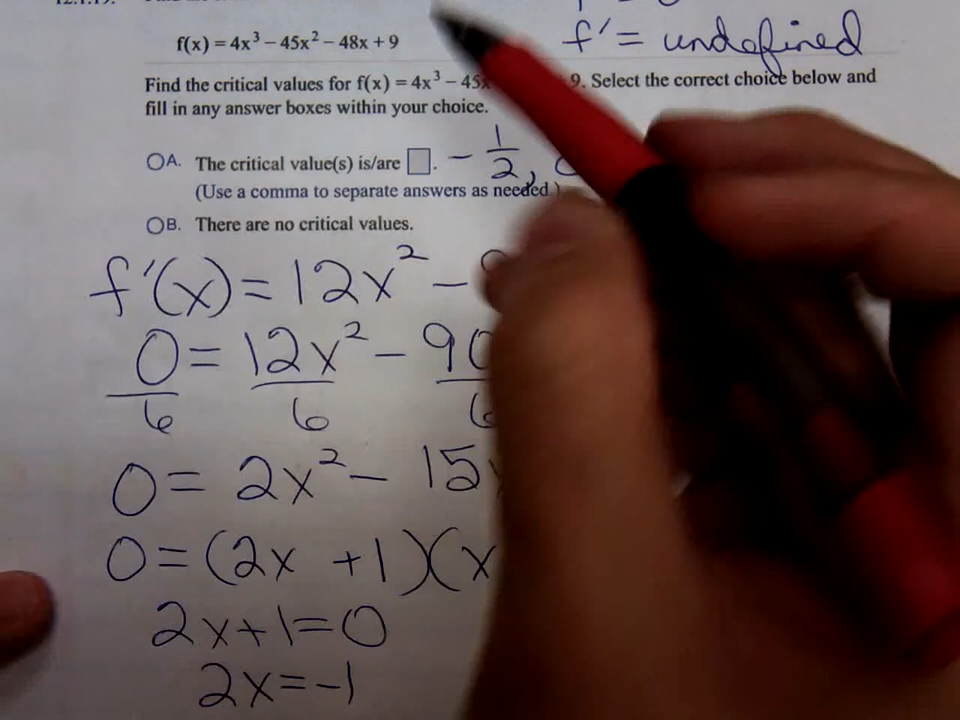 f(x) = 4x³ – 45x² – 48x + 9
f' = undefined
Find the critical values for f(x) = 4x³ – 45x 9. Select the correct choice below and
fill in any answer boxes within your choice.
A. The critical value(s) is/are . - 1/2,
(Use a comma to separate answers as needed.)
B. There are no critical values.
f'(x) = 12x² -
0 = 12x² - 90
6 6 6
0 = 2x² - 15x
0 = (2x + 1)(x
2x + 1 = 0
2x = -1